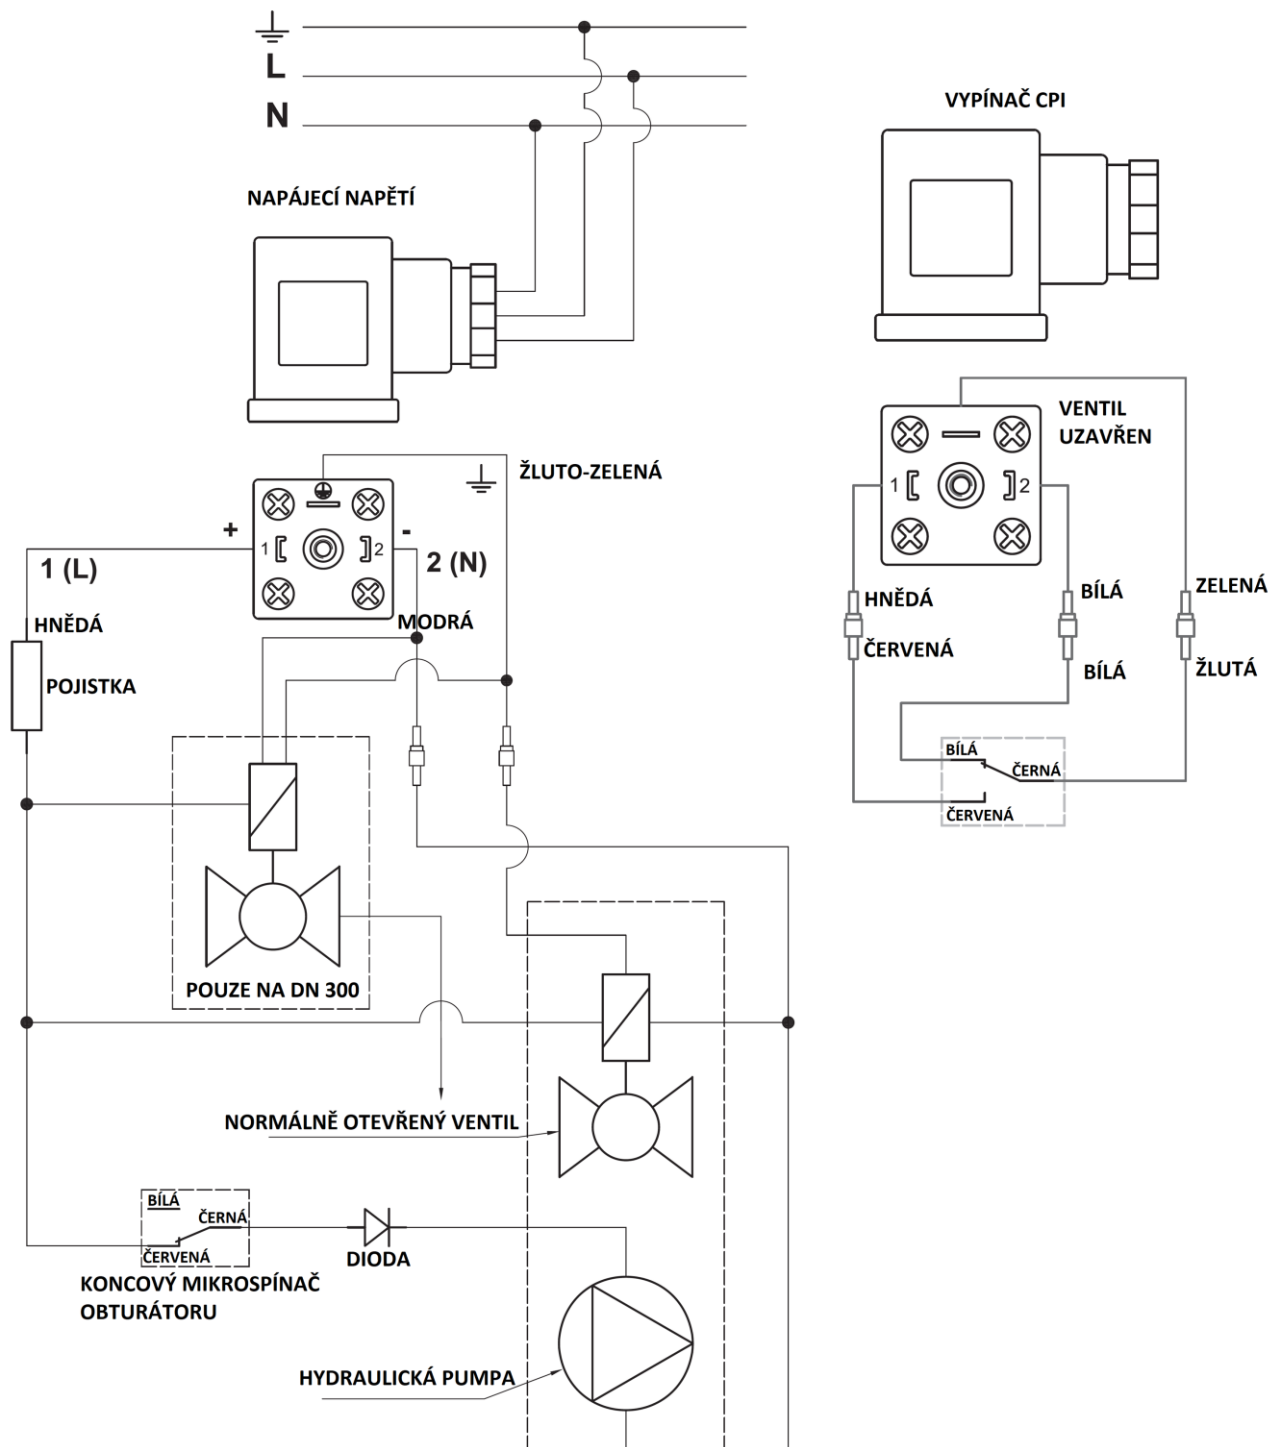 L
N
NAPÁJECÍ NAPĚTÍ
VYPÍNAČ CPI
ŽLUTO-ZELENÁ
+
-
1
2
1 (L)
2 (N)
HNĚDÁ
MODRÁ
POJISTKA
POUZE NA DN 300
NORMÁLNĚ OTEVŘENÝ VENTIL
BÍLÁ
ČERNÁ
ČERVENÁ
KONCOVÝ MIKROSPÍNAČ
OBTURÁTORU
DIODA
HYDRAULICKÁ PUMPA
VENTIL
UZAVŘEN
1
2
HNĚDÁ
ČERVENÁ
BÍLÁ
BÍLÁ
ZELENÁ
ŽLUTÁ
BÍLÁ
ČERNÁ
ČERVENÁ